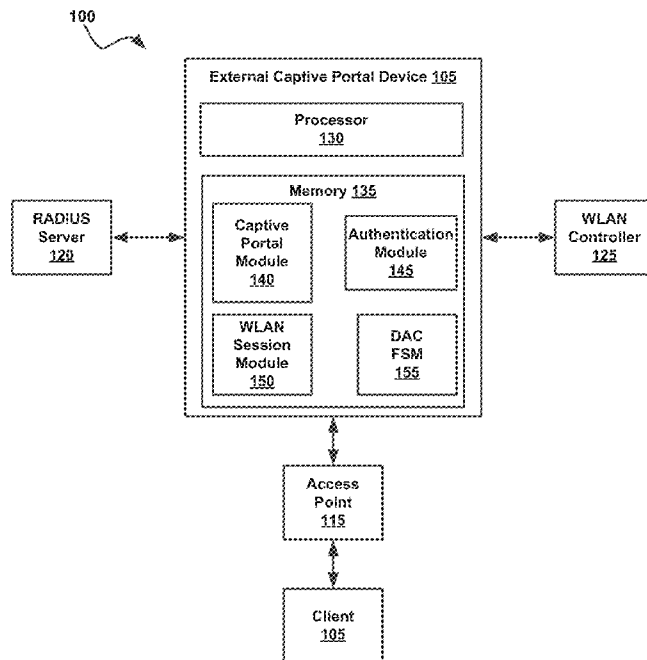 100
External Captive Portal Device 105
Processor
130
Memory 135
Captive
Portal
Module
140
Authentication
Module
145
WLAN
Session
Module
150
DAC
FSM
155
RADIUS
Server
120
WLAN
Controller
125
Access
Point
115
Client
105